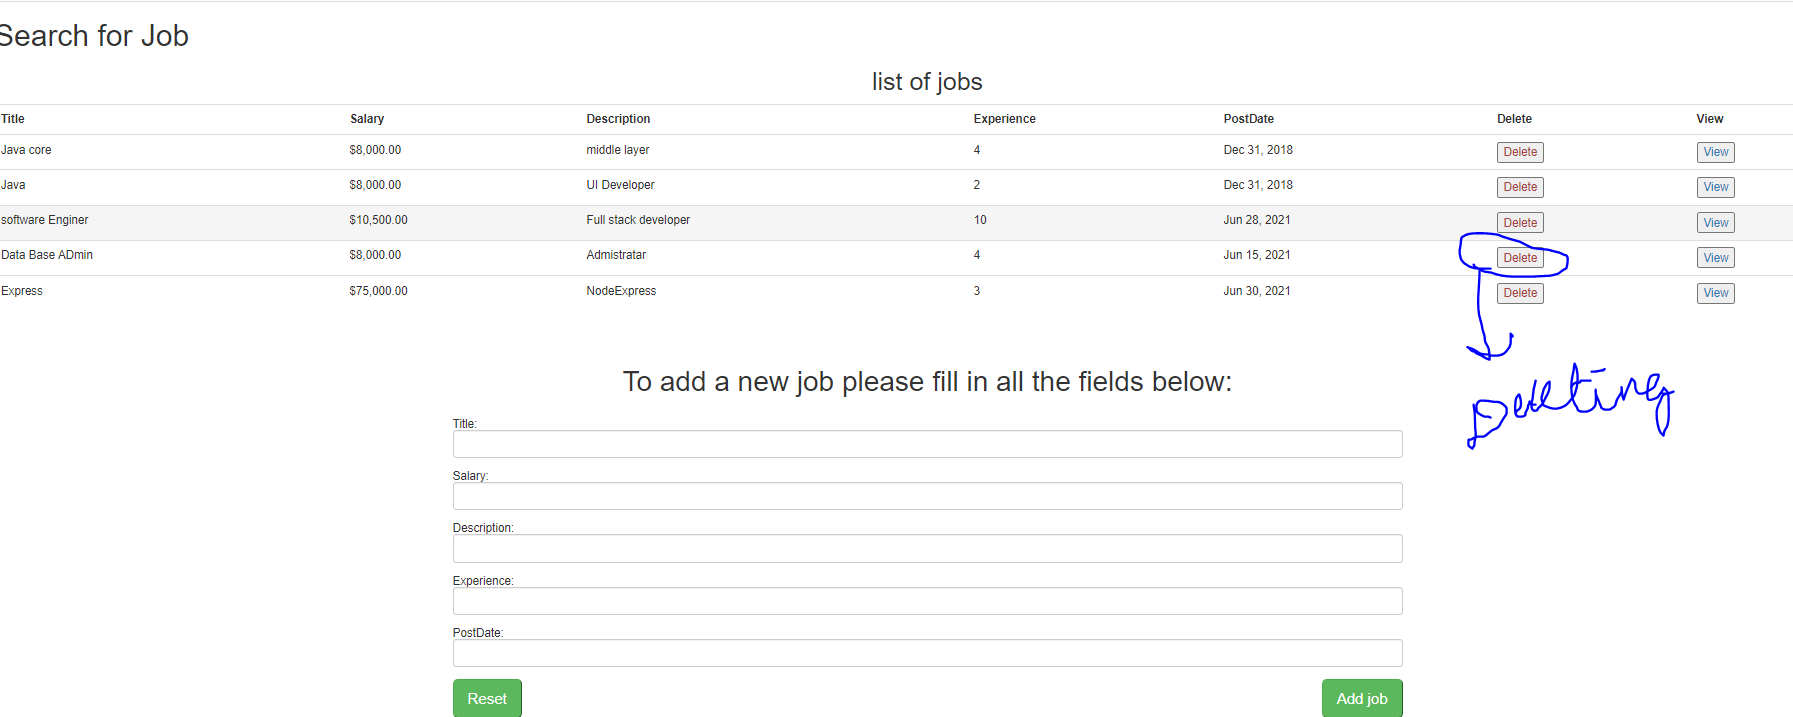 Search for Job
list of jobs
Title Salary Description Experience PostDate Delete View
Java core $8,000.00 middle layer 4 Dec 31, 2018 Delete View
Java $8,000.00 UI Developer 2 Dec 31, 2018 Delete View
software Enginer $10,500.00 Full stack developer 10 Jun 28, 2021 Delete View
Data Base ADmin $8,000.00 Admistratar 4 Jun 15, 2021 Delete View
Express $75,000.00 NodeExpress 3 Jun 30, 2021 Delete View
To add a new job please fill in all the fields below:
Deleting
Title:
Salary:
Description:
Experience:
PostDate:
Reset Add job